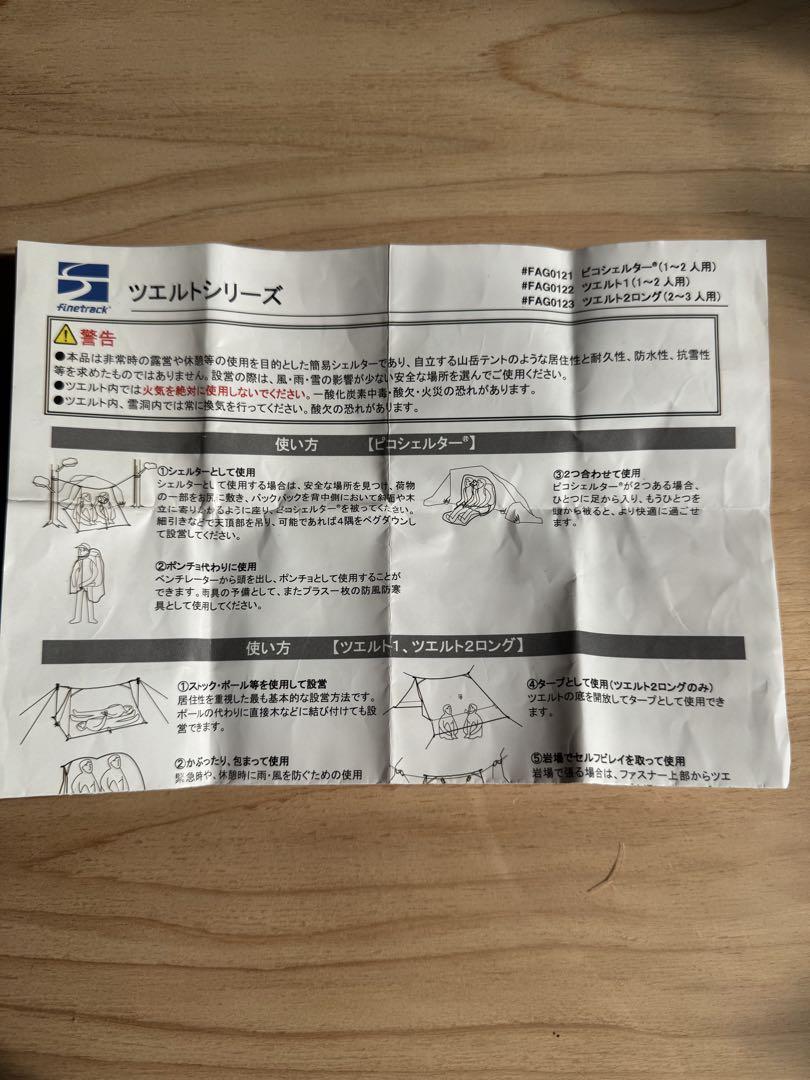 finetrack
ツエルトシリーズ
#FAG0121 ピコシェルター®(1～2 人用)
#FAG0122 ツエルト1(1～2 人用)
#FAG0123 ツエルト2ロング(2～3 人用)
警告
●本品は非常時の露営や休憩等の使用を目的とした簡易シェルターであり、自立する山岳テントのような居住性と耐久性、防水性、抗雪性
等を求めたものではありません。設営の際は、風・雨・雪の影響が少ない安全な場所を選んでご使用ください。
●ツエルト内では火気を絶対に使用しないでください。一酸化炭素中毒・酸欠・火災の恐れがあります。
●ツエルト内、雪洞内では常に換気を行ってください。酸欠の恐れがあります。
使い方 【ピコシェルター®】
①シェルターとして使用
シェルターとして使用する場合は、安全な場所を見つけ、荷物
の一部をお尻に敷き、バックパックを背中側において斜面や木
立に寄りかかるように座り、ピコシェルター®を被ってください。
細引きなどで天頂部を吊り、可能であれば4隅をペグダウンし
て設営してください。
②ポンチョ代わりに使用
ベンチレーターから頭を出し、ポンチョとして使用することが
できます。雨具の予備として、またプラス一枚の防風防寒
具として使用してください。
③2つ合わせて使用
ピコシェルター®が2つある場合、
ひとつに足から入り、もうひとつを
頭から被ると、より快適に過ごせ
ます。
使い方 【ツエルト1、ツエルト2ロング】
①ストック・ポール等を使用して設営
居住性を重視した最も基本的な設営方法です。
ポールの代わりに直接木などに結び付けても設
営できます。
②かぶったり、包まって使用
緊急時や、休憩時に雨・風を防ぐための使用
④タープとして使用(ツエルト2ロングのみ)
ツエルトの底を開放してタープとして使用でき
ます。
⑤岩場でセルフビレイを取って使用
岩場で張る場合は、ファスナー上部からツエ